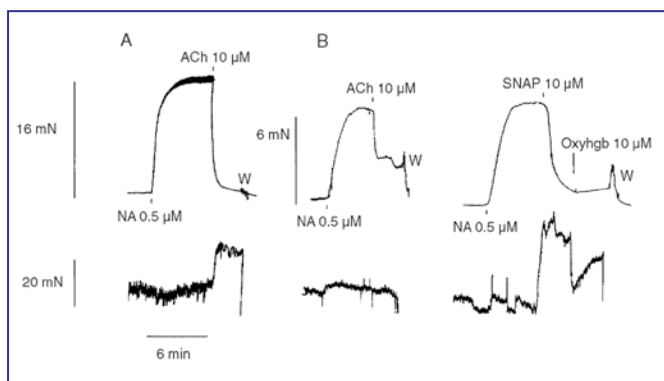 A
B
ACh 10 µM
ACh 10 µM
SNAP 10 µM
16 mN
6 mN
Oxyhgb 10 µM
W
W
W
NA 0.5 µM
NA 0.5 µM
NA 0.5 µM
20 mN
6 min